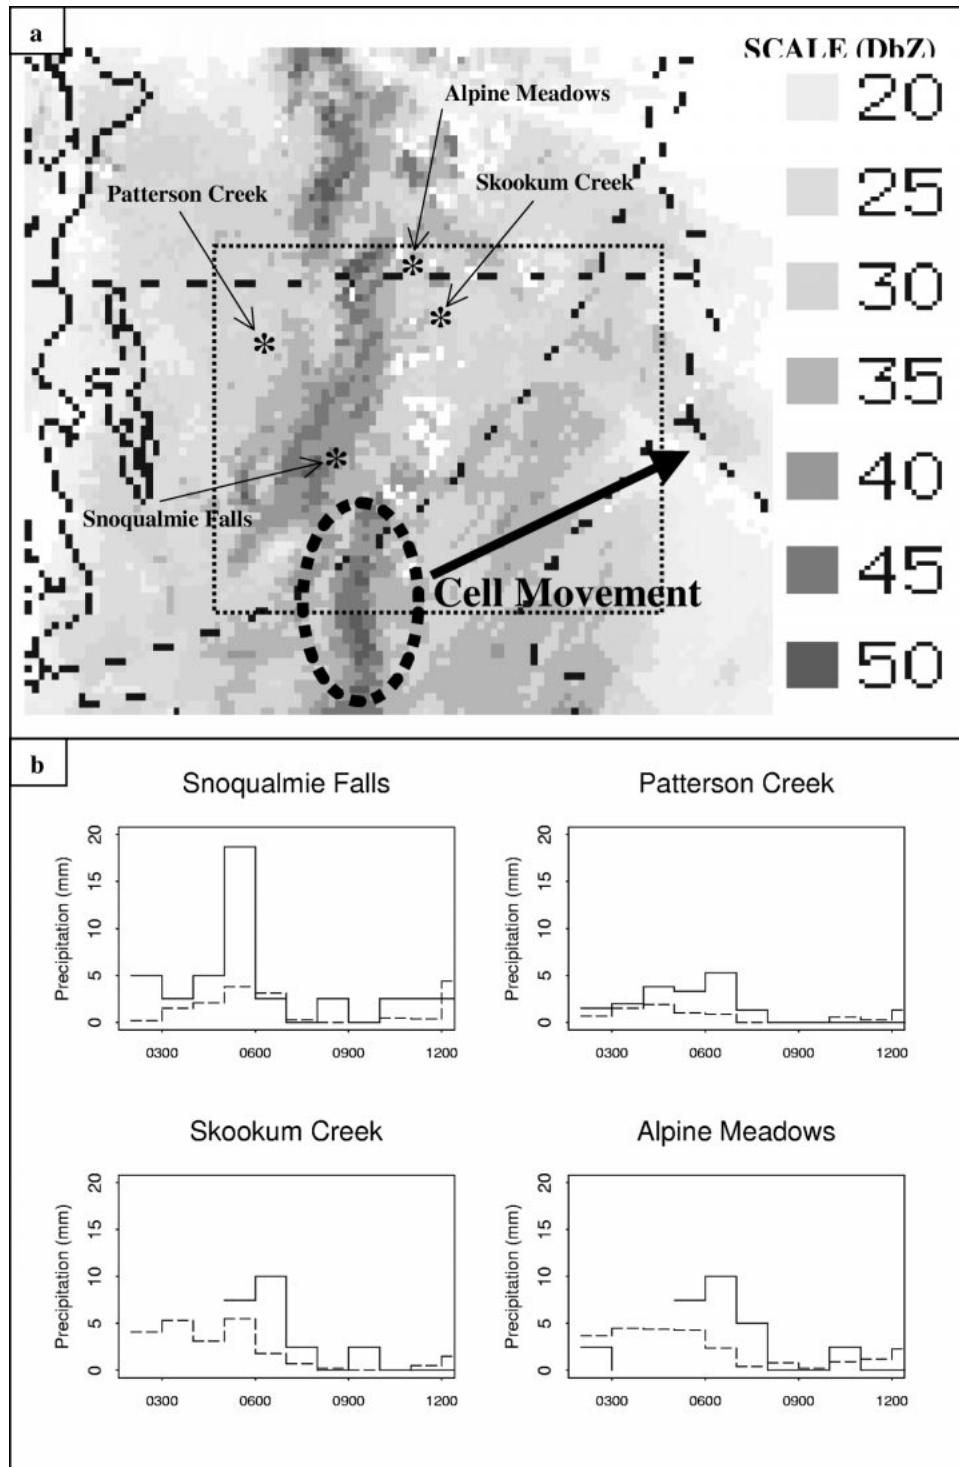 a
SCALE (DbZ)
20
25
30
35
40
45
50
Alpine Meadows
Skookum Creek
Patterson Creek
*
*
*
*
Snoqualmie Falls
Cell Movement
b
Snoqualmie Falls
Precipitation (mm)
20
15
10
5
0
0300 0600 0900 1200
Patterson Creek
Precipitation (mm)
20
15
10
5
0
0300 0600 0900 1200
Skookum Creek
Precipitation (mm)
20
15
10
5
0
0300 0600 0900 1200
Alpine Meadows
Precipitation (mm)
20
15
10
5
0
0300 0600 0900 1200